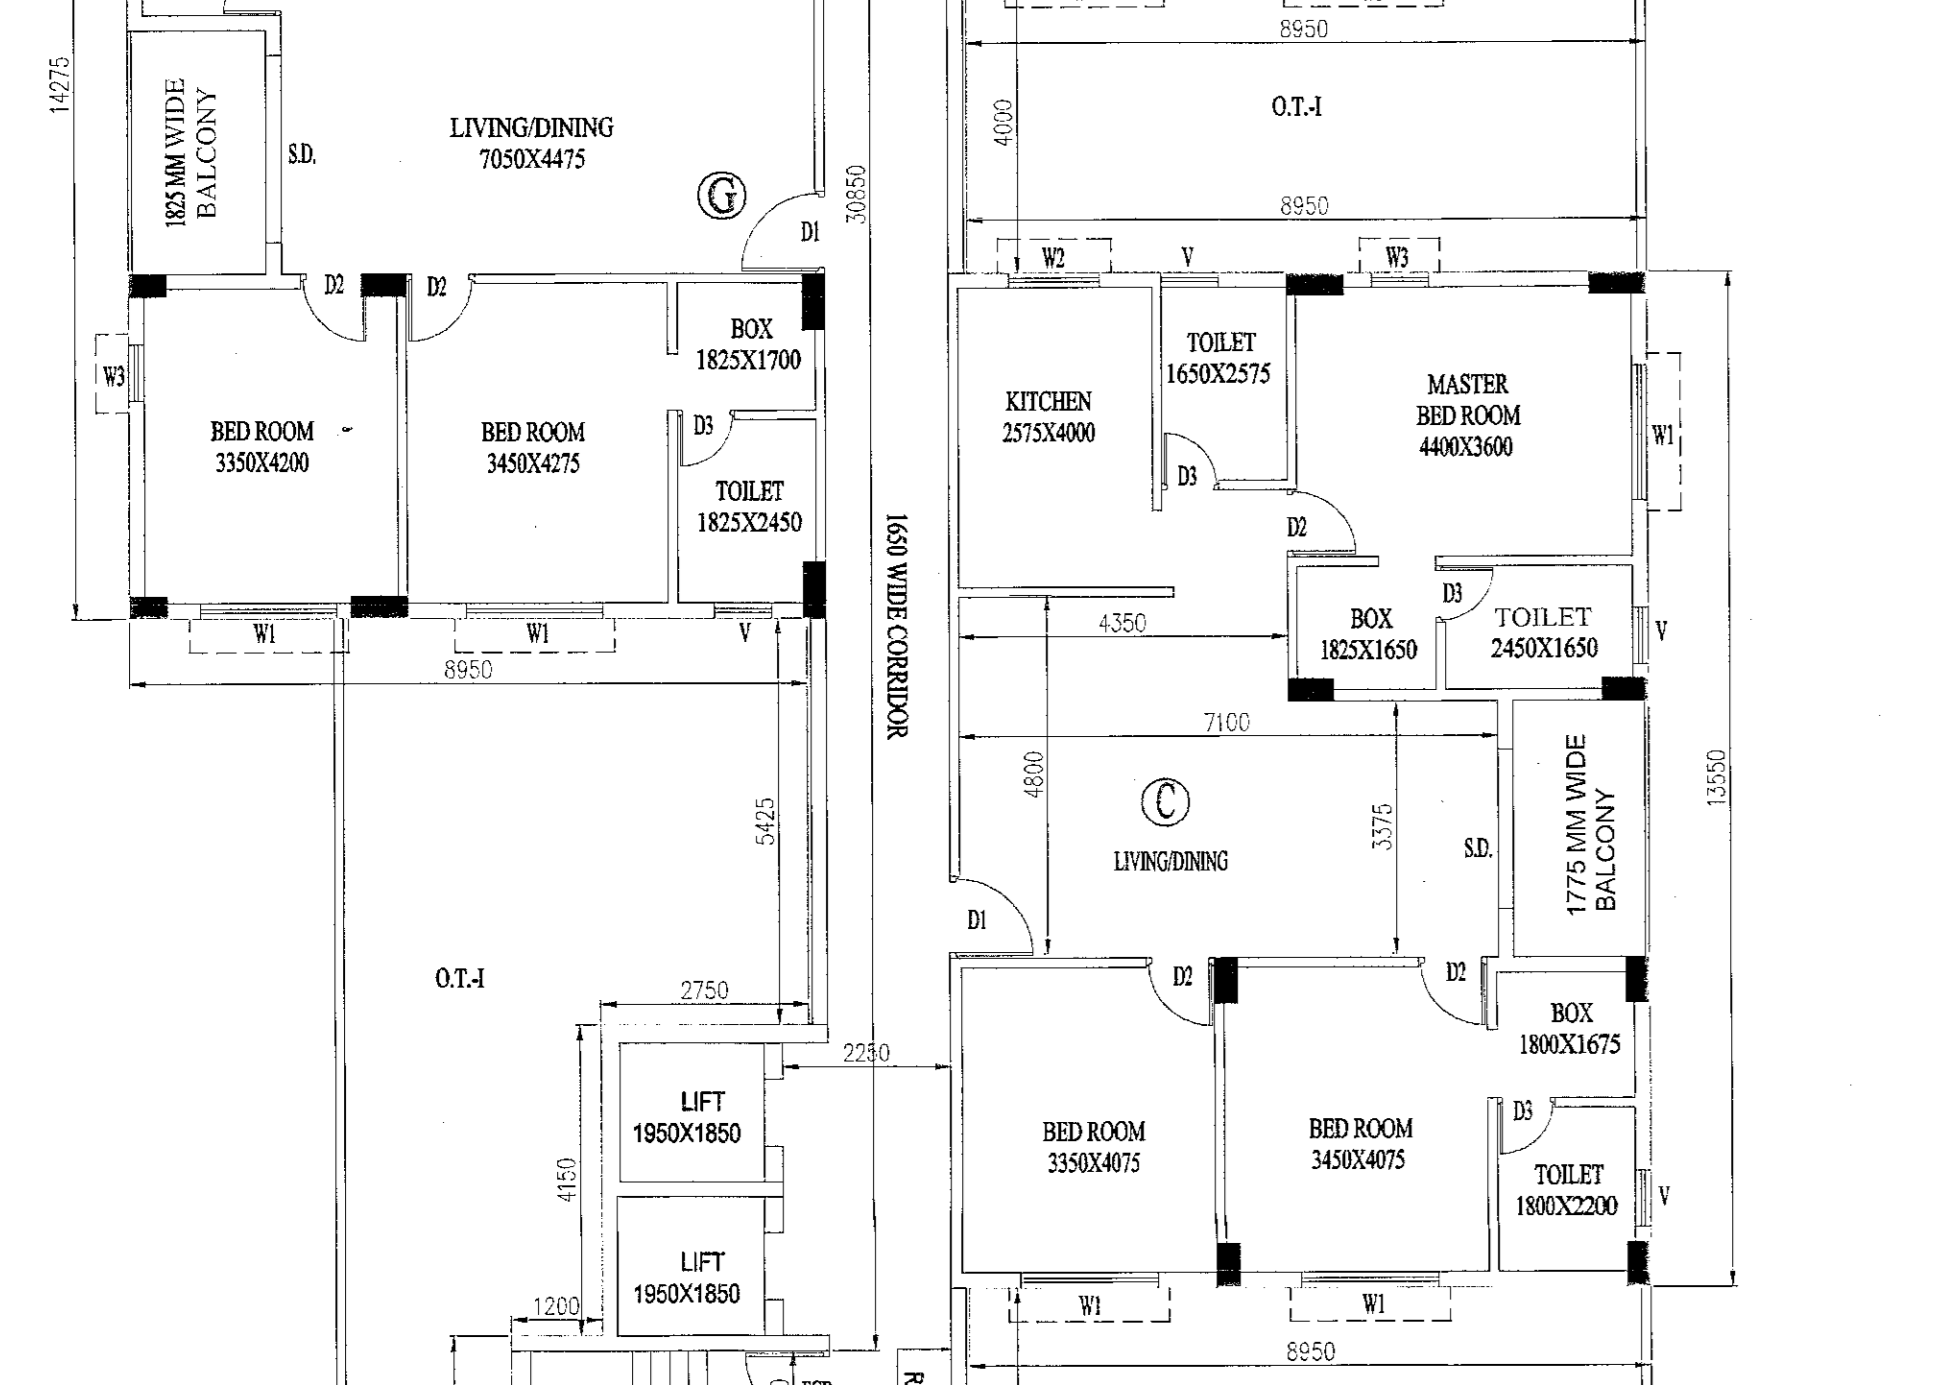 14275
1825 MM WIDE
BALCONY
S.D.
LIVING/DINING
7050X4475
G
D1
30850
D2
D2
W3
BED ROOM
3350X4200
BED ROOM
3450X4275
BOX
1825X1700
D3
TOILET
1825X2450
W1
W1
V
8950
1650 WIDE CORRIDOR
5425
O.T.-I
2750
2250
LIFT
1950X1850
4150
LIFT
1950X1850
1200
8950
4000
O.T.-I
8950
W2
V
W3
KITCHEN
2575X4000
TOILET
1650X2575
D3
MASTER
BED ROOM
4400X3600
W1
D2
D3
BOX
1825X1650
TOILET
2450X1650
V
4350
7100
4800
C
LIVING/DINING
3375
S.D.
1775 MM WIDE
BALCONY
13550
D1
D2
D2
BED ROOM
3350X4075
BED ROOM
3450X4075
BOX
1800X1675
D3
TOILET
1800X2200
V
W1
W1
8950